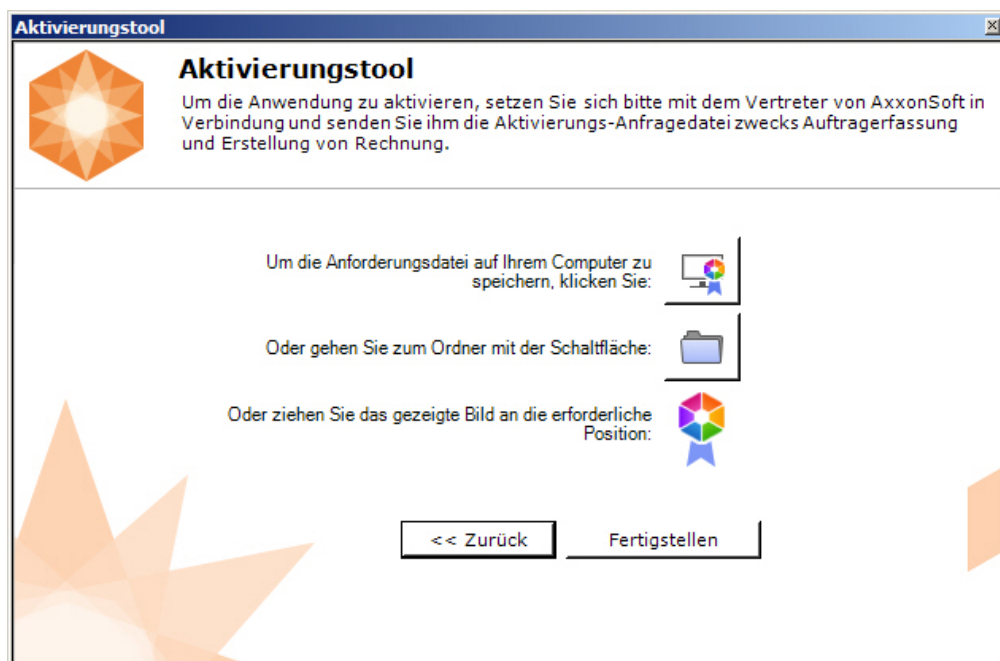 Aktivierungstool
Aktivierungstool
Um die Anwendung zu aktivieren, setzen Sie sich bitte mit dem Vertreter von AxxonSoft in
Verbindung und senden Sie ihm die Aktivierungs-Anfragedatei zwecks Auftragerfassung
und Erstellung von Rechnung.
Um die Anforderungsdatei auf Ihrem Computer zu
speichern, klicken Sie:
Oder gehen Sie zum Ordner mit der Schaltfläche:
Oder ziehen Sie das gezeigte Bild an die erforderliche
Position:
<< Zurück
Fertigstellen